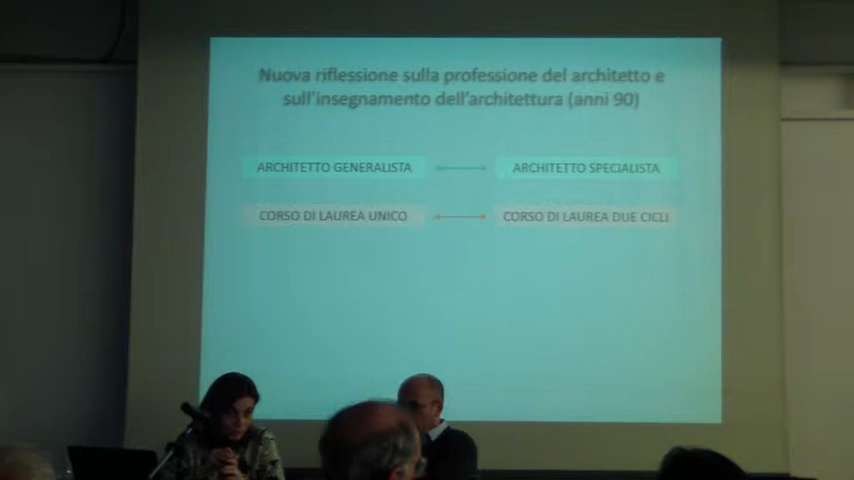 Nuova riflessione sulla professione del architetto e
sull'insegnamento dell'architettura (anni 90)
ARCHITETTO GENERALISTA
ARCHITETTO SPECIALISTA
CORSO DI LAUREA UNICO
CORSO DI LAUREA DUE CICLI